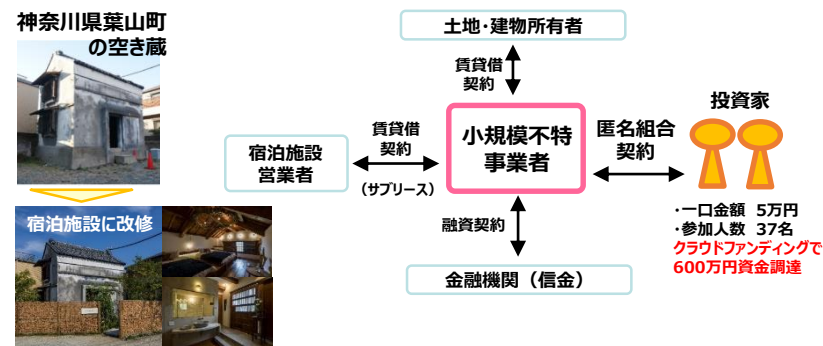 神奈川県葉山町
の空き蔵
宿泊施設に改修
土地・建物所有者
賃貸借
契約
宿泊施設
営業者
賃貸借
契約
（サブリース）
小規模不特
事業者
匿名組合
契約
投資家
・一口金額 5万円
・参加人数 37名
クラウドファンディングで
600万円資金調達
融資契約
金融機関（信金）